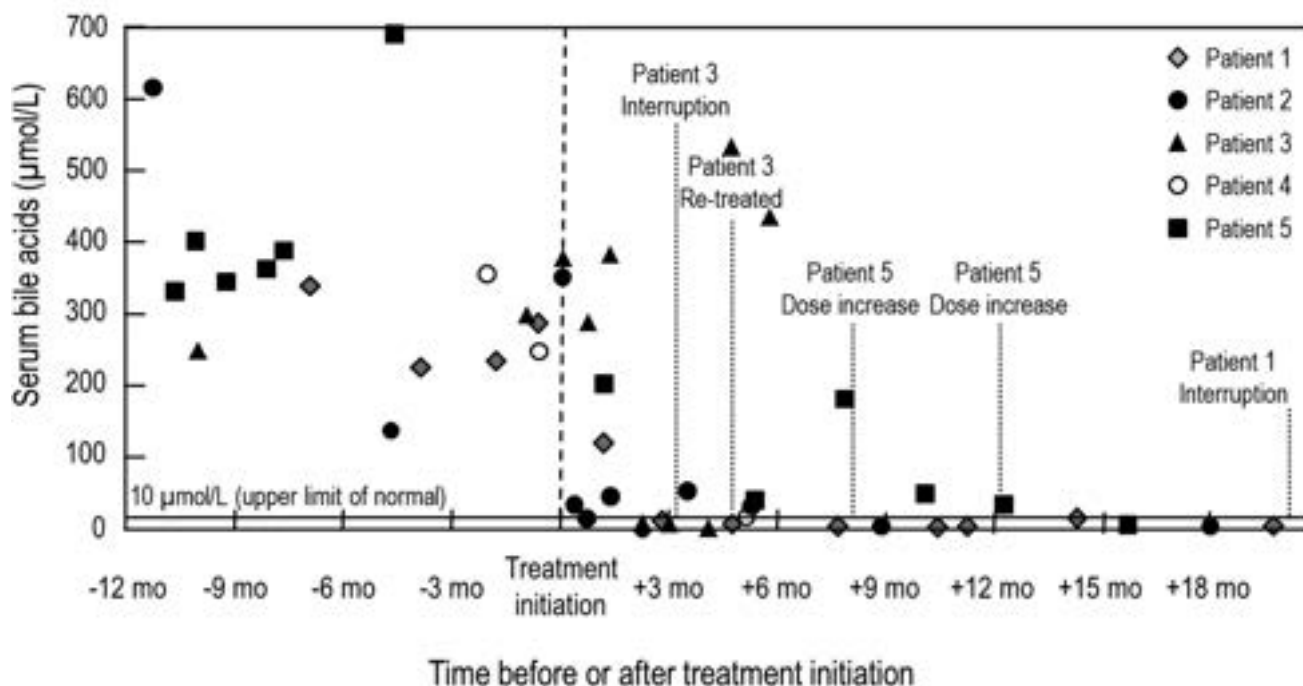 700
600
500
400
300
200
100
0
Serum bile acids (µmol/L)
Patient 3
Interruption
Patient 3
Re-treated
Patient 5
Dose increase
Patient 5
Dose increase
Patient 1
Interruption
Patient 1
Patient 2
Patient 3
Patient 4
Patient 5
10 µmol/L (upper limit of normal)
-12 mo
-9 mo
-6 mo
-3 mo
Treatment
initiation
+3 mo
+6 mo
+9 mo
+12 mo
+15 mo
+18 mo
Time before or after treatment initiation